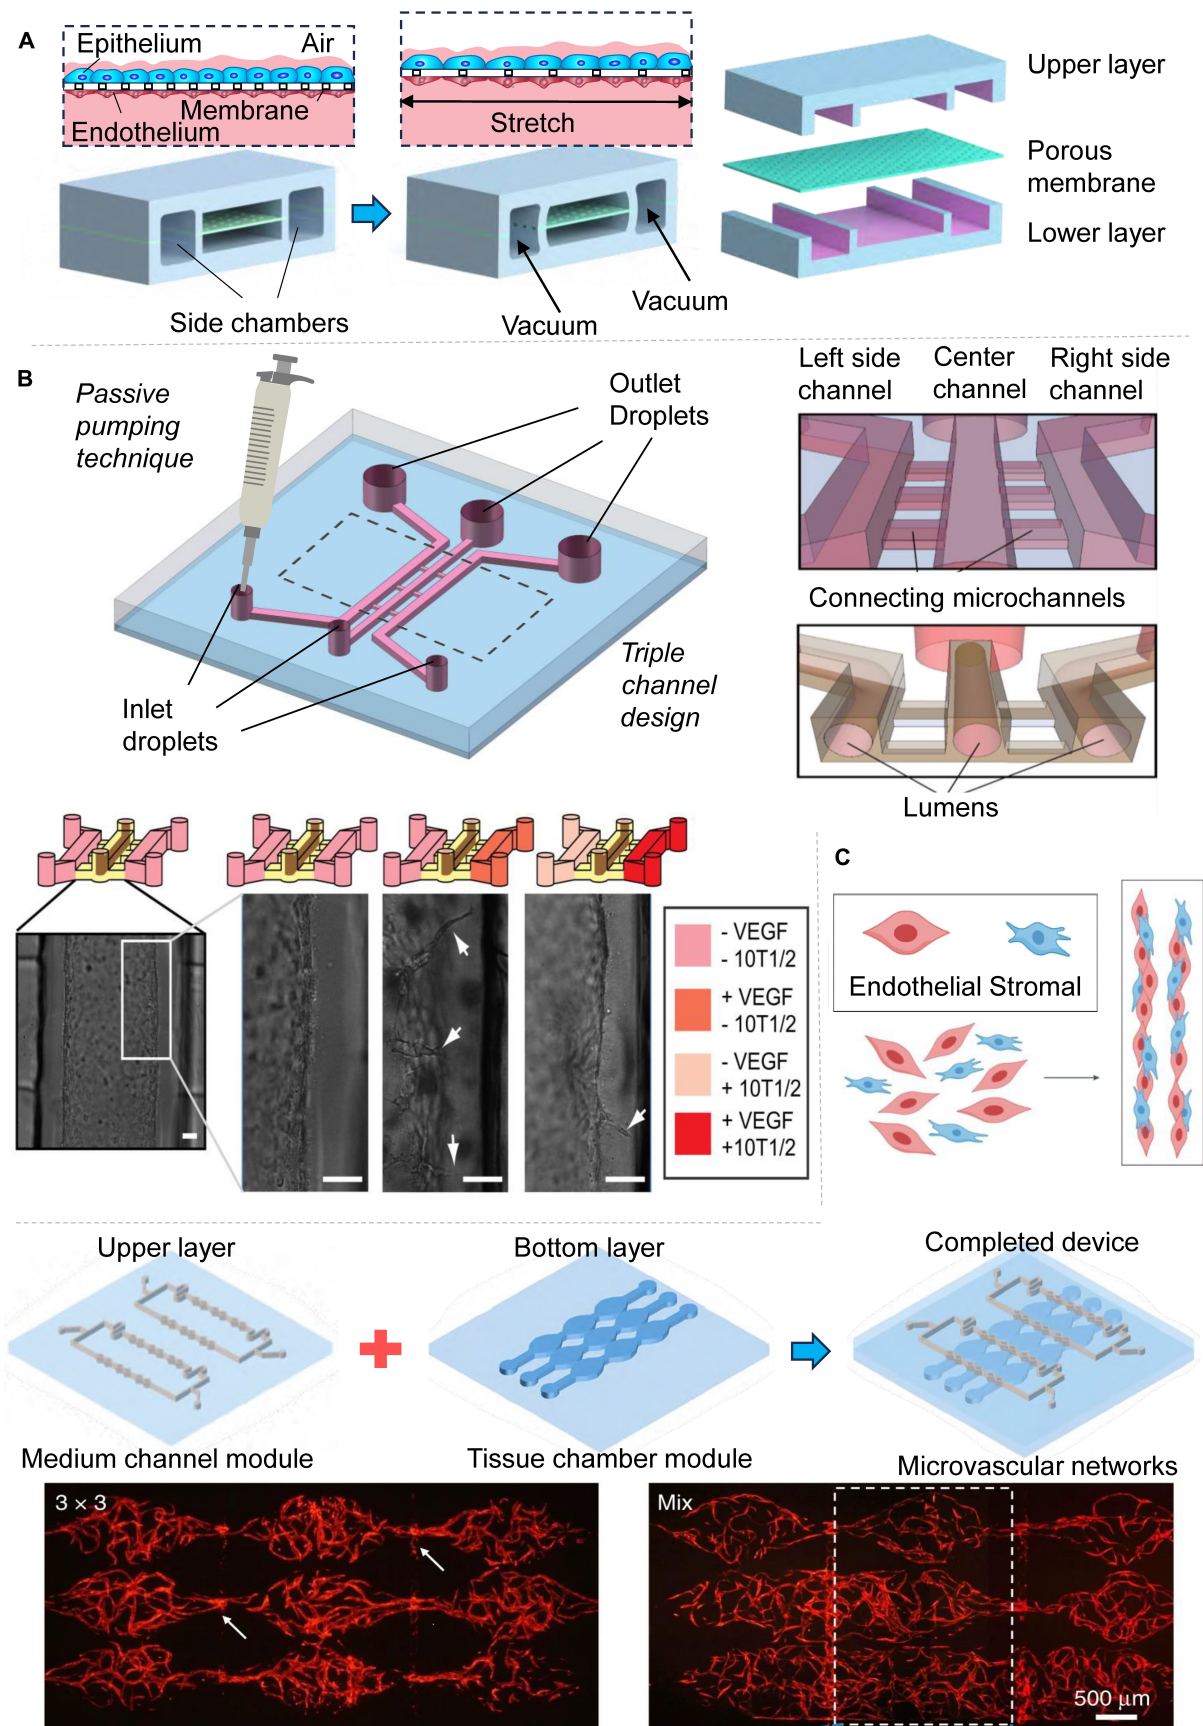 A
Epithelium
Air
Membrane
Endothelium
Stretch
Side chambers
Vacuum
Vacuum
Upper layer
Porous
membrane
Lower layer
B
Passive
pumping
technique
Outlet
Droplets
Inlet
droplets
Triple
channel
design
Left side
channel
Center
channel
Right side
channel
Connecting microchannels
Lumens
- VEGF
- 10T1/2
+ VEGF
- 10T1/2
- VEGF
+ 10T1/2
+ VEGF
+10T1/2
C
Endothelial Stromal
Upper layer
Bottom layer
Completed device
Medium channel module
Tissue chamber module
Microvascular networks
3 × 3
Mix
500 μm